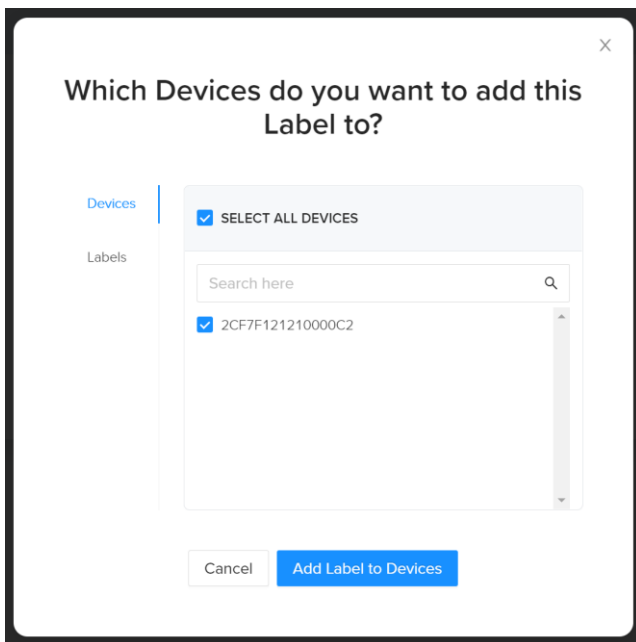 Which Devices do you want to add this
Label to?
Devices
Labels
SELECT ALL DEVICES
Search here
2CF7F121210000C2
Cancel
Add Label to Devices